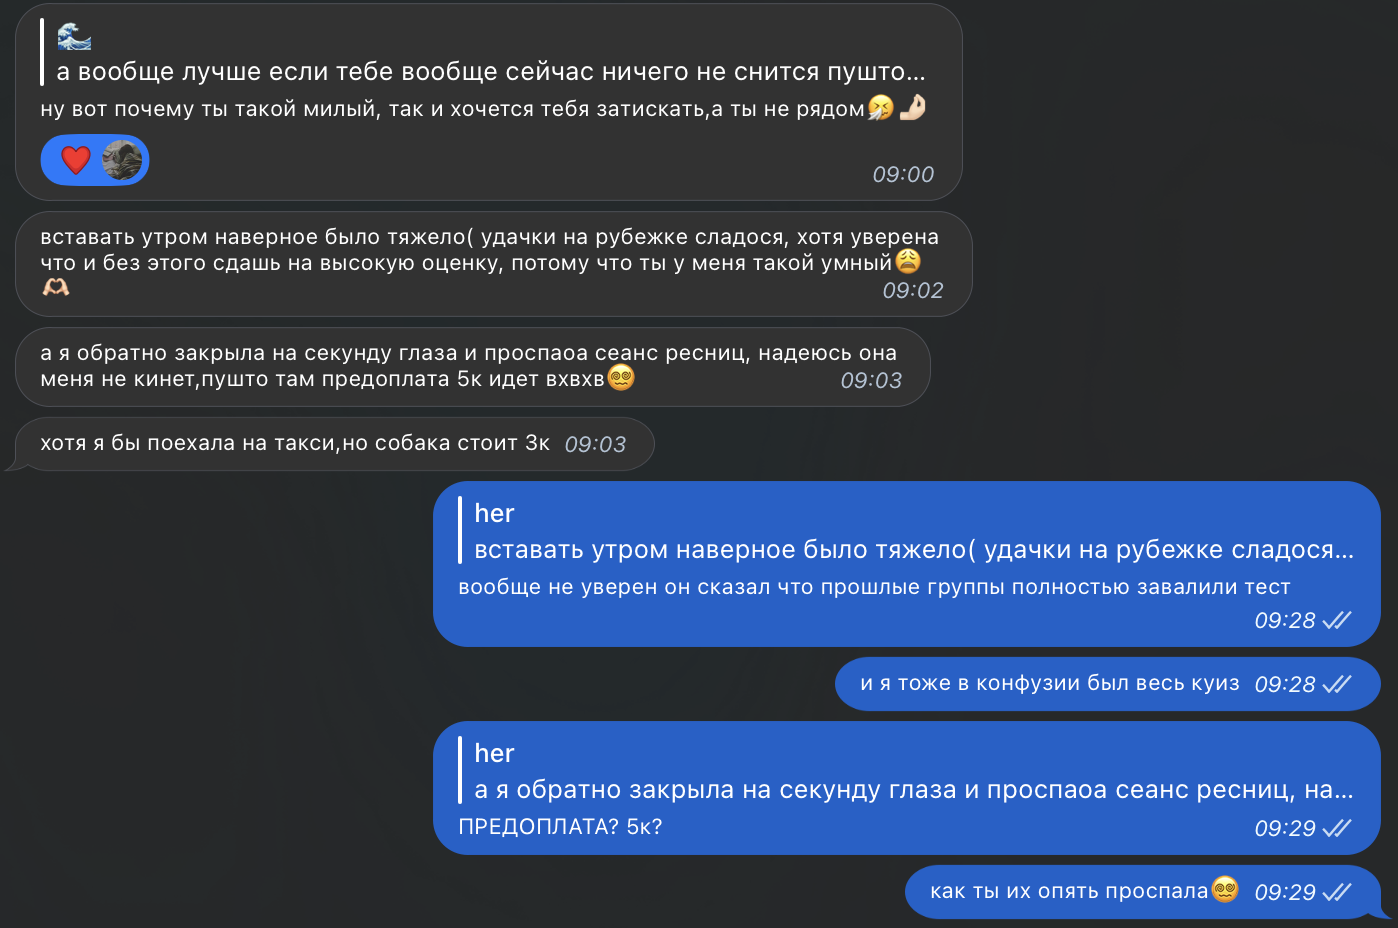 🌊
а вообще лучше если тебе вообще сейчас ничего не снится пушто...
ну вот почему ты такой милый, так и хочется тебя затискать,а ты не рядом🤧🤌🏻
❤️
09:00
вставать утром наверное было тяжело( удачки на рубежке сладося, хотя уверена
что и без этого сдашь на высокую оценку, потому что ты у меня такой умный😩
🫶🏻 09:02
а я обратно закрыла на секунду глаза и проспаоа сеанс ресниц, надеюсь она
меня не кинет,пушто там предоплата 5к идет вхвхв😵‍💫 09:03
хотя я бы поехала на такси,но собака стоит 3к 09:03
her
вставать утром наверное было тяжело( удачки на рубежке сладося...
вообще не уверен он сказал что прошлые группы полностью завалили тест
09:28
и я тоже в конфузии был весь куиз 09:28
her
а я обратно закрыла на секунду глаза и проспаоа сеанс ресниц, на...
ПРЕДОПЛАТА? 5к? 09:29
как ты их опять проспала😵‍💫 09:29